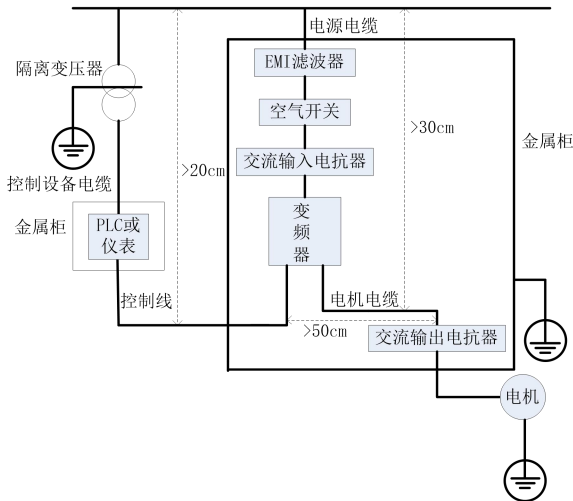 电源电缆
隔离变压器
EMI滤波器
空气开关
>30cm
金属柜
交流输入电抗器
>20cm
控制设备电缆
金属柜
PLC或
仪表
变
频
器
控制线
电机电缆
>50cm
交流输出电抗器
电机